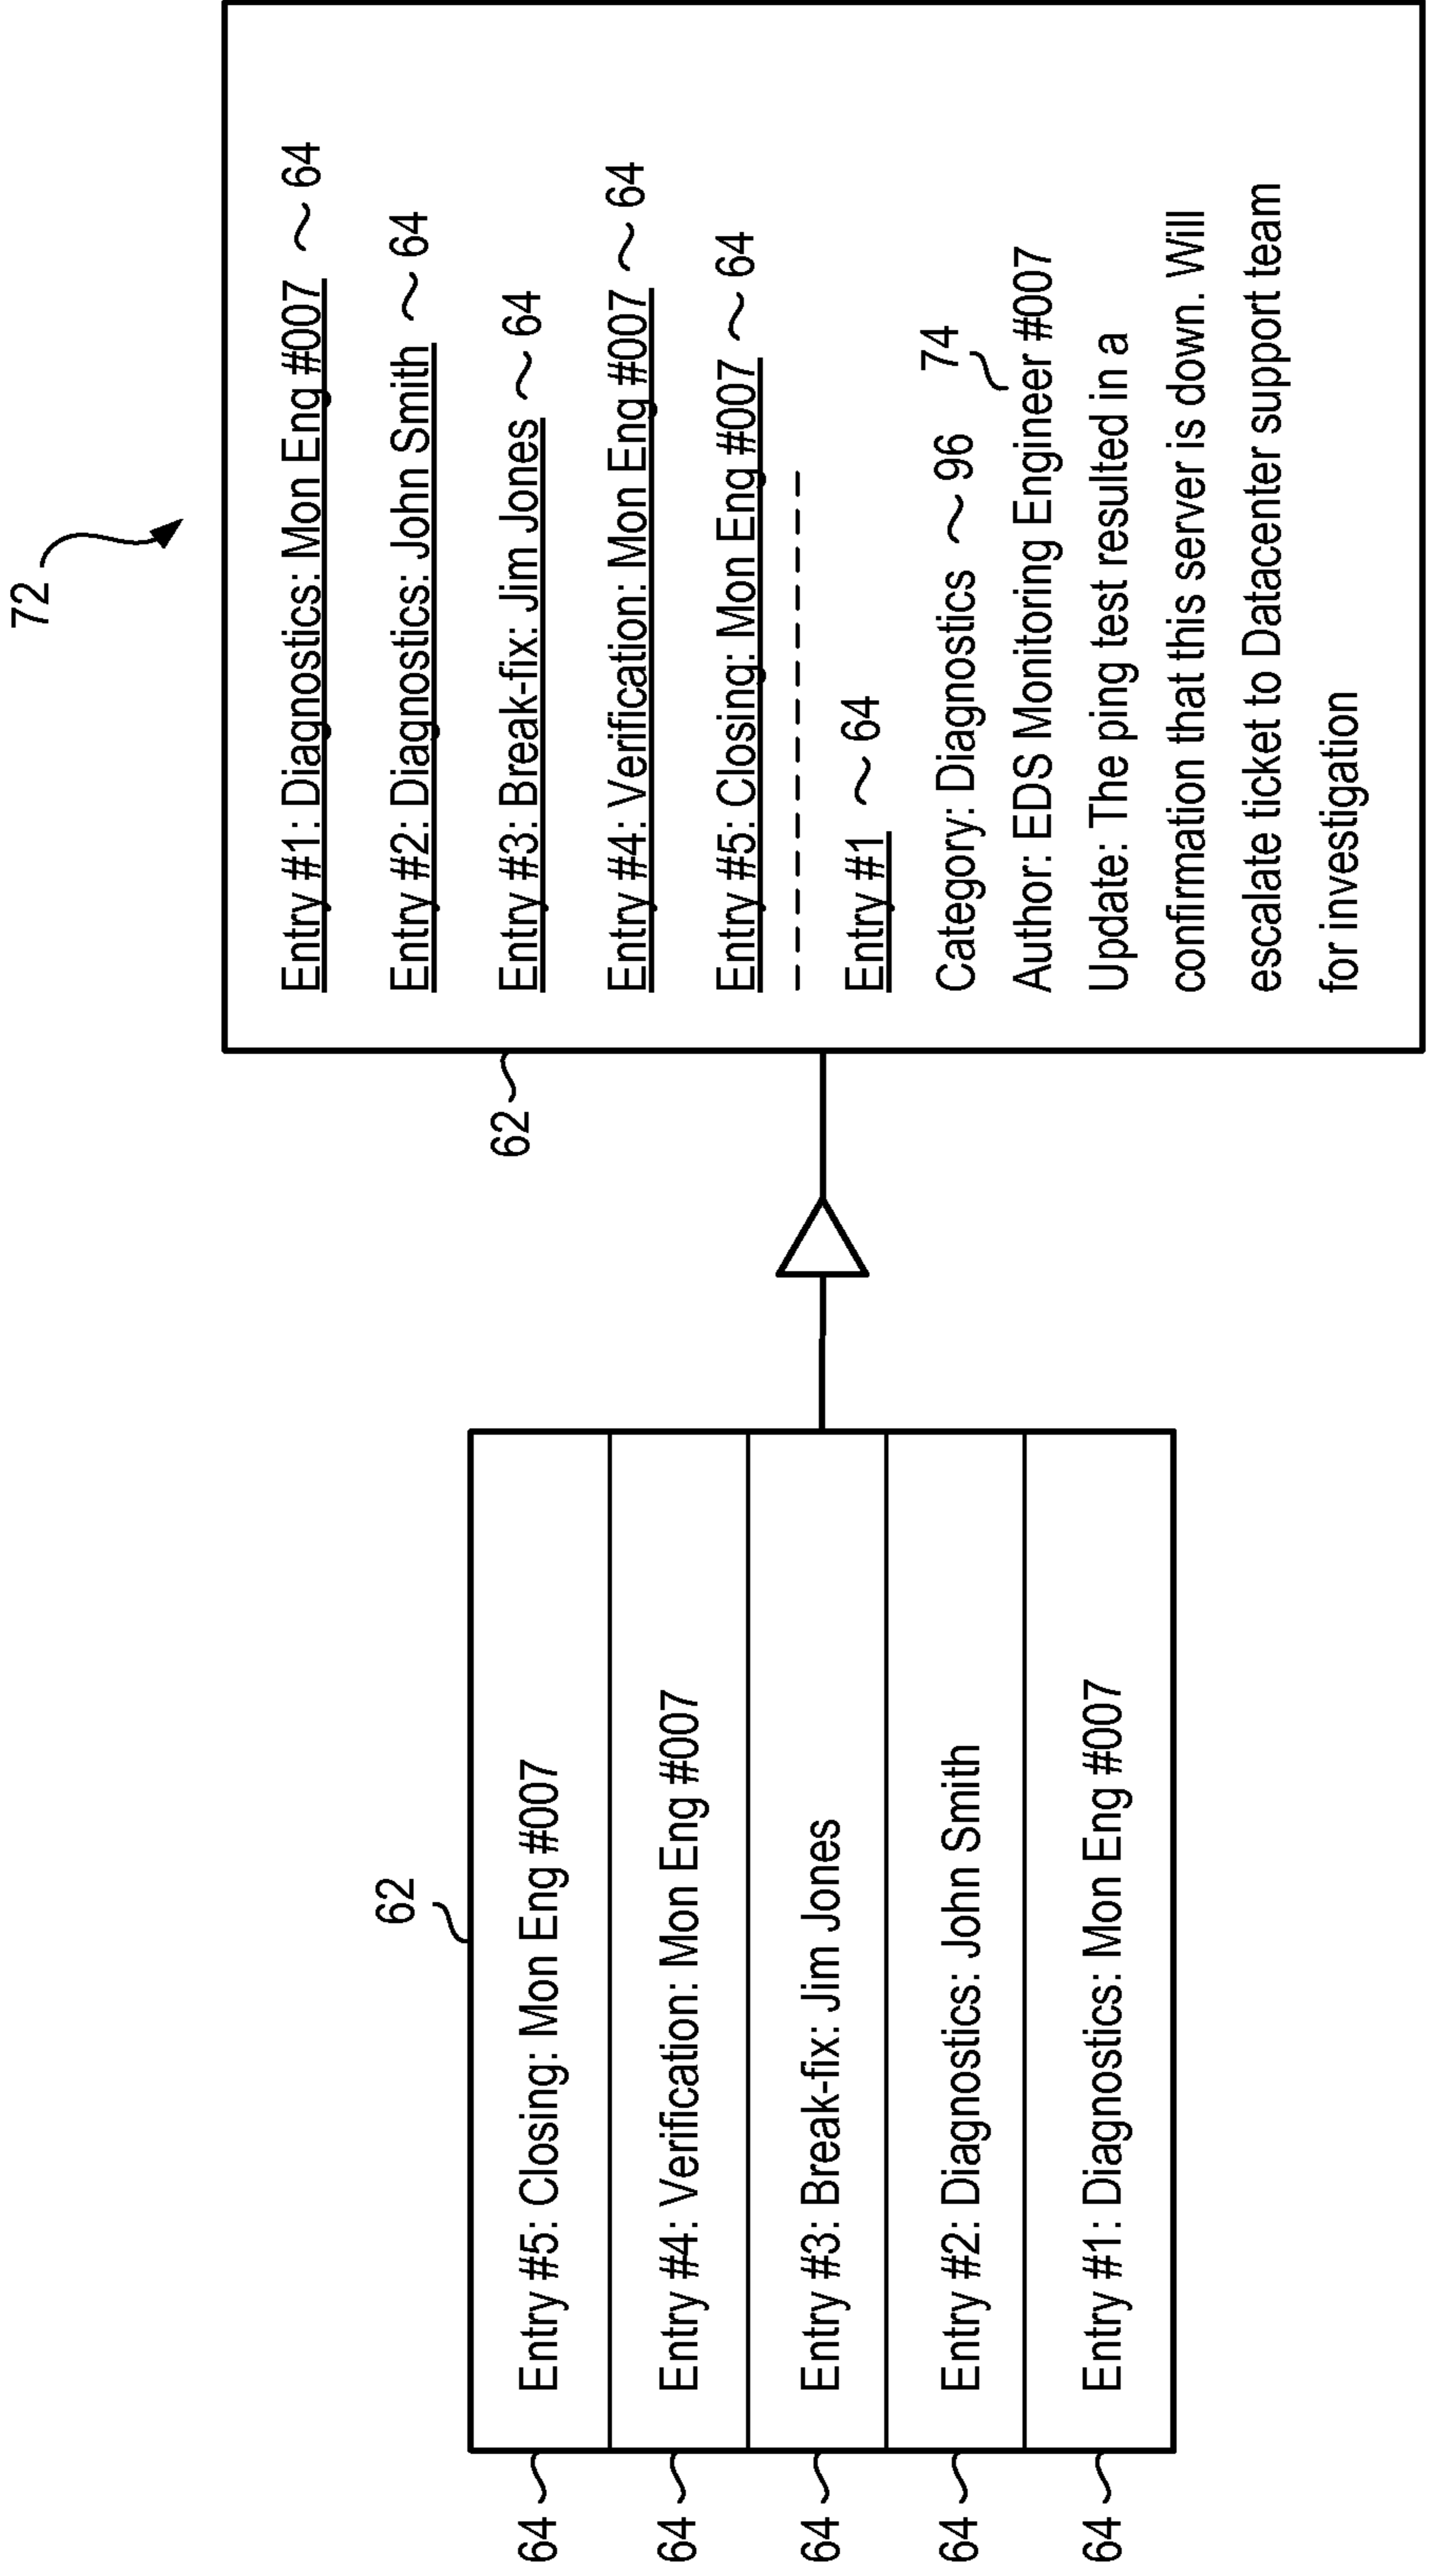 72
62
64 Entry #5: Closing: Mon Eng #007
64 Entry #4: Verification: Mon Eng #007
64 Entry #3: Break-fix: Jim Jones
64 Entry #2: Diagnostics: John Smith
64 Entry #1: Diagnostics: Mon Eng #007
62
Entry #1: Diagnostics: Mon Eng #007 ~ 64
Entry #2: Diagnostics: John Smith ~ 64
Entry #3: Break-fix: Jim Jones ~ 64
Entry #4: Verification: Mon Eng #007 ~ 64
Entry #5: Closing: Mon Eng #007 ~ 64
Entry #1 ~ 64
Category: Diagnostics ~ 96
74
Author: EDS Monitoring Engineer #007
Update: The ping test resulted in a
confirmation that this server is down. Will
escalate ticket to Datacenter support team
for investigation